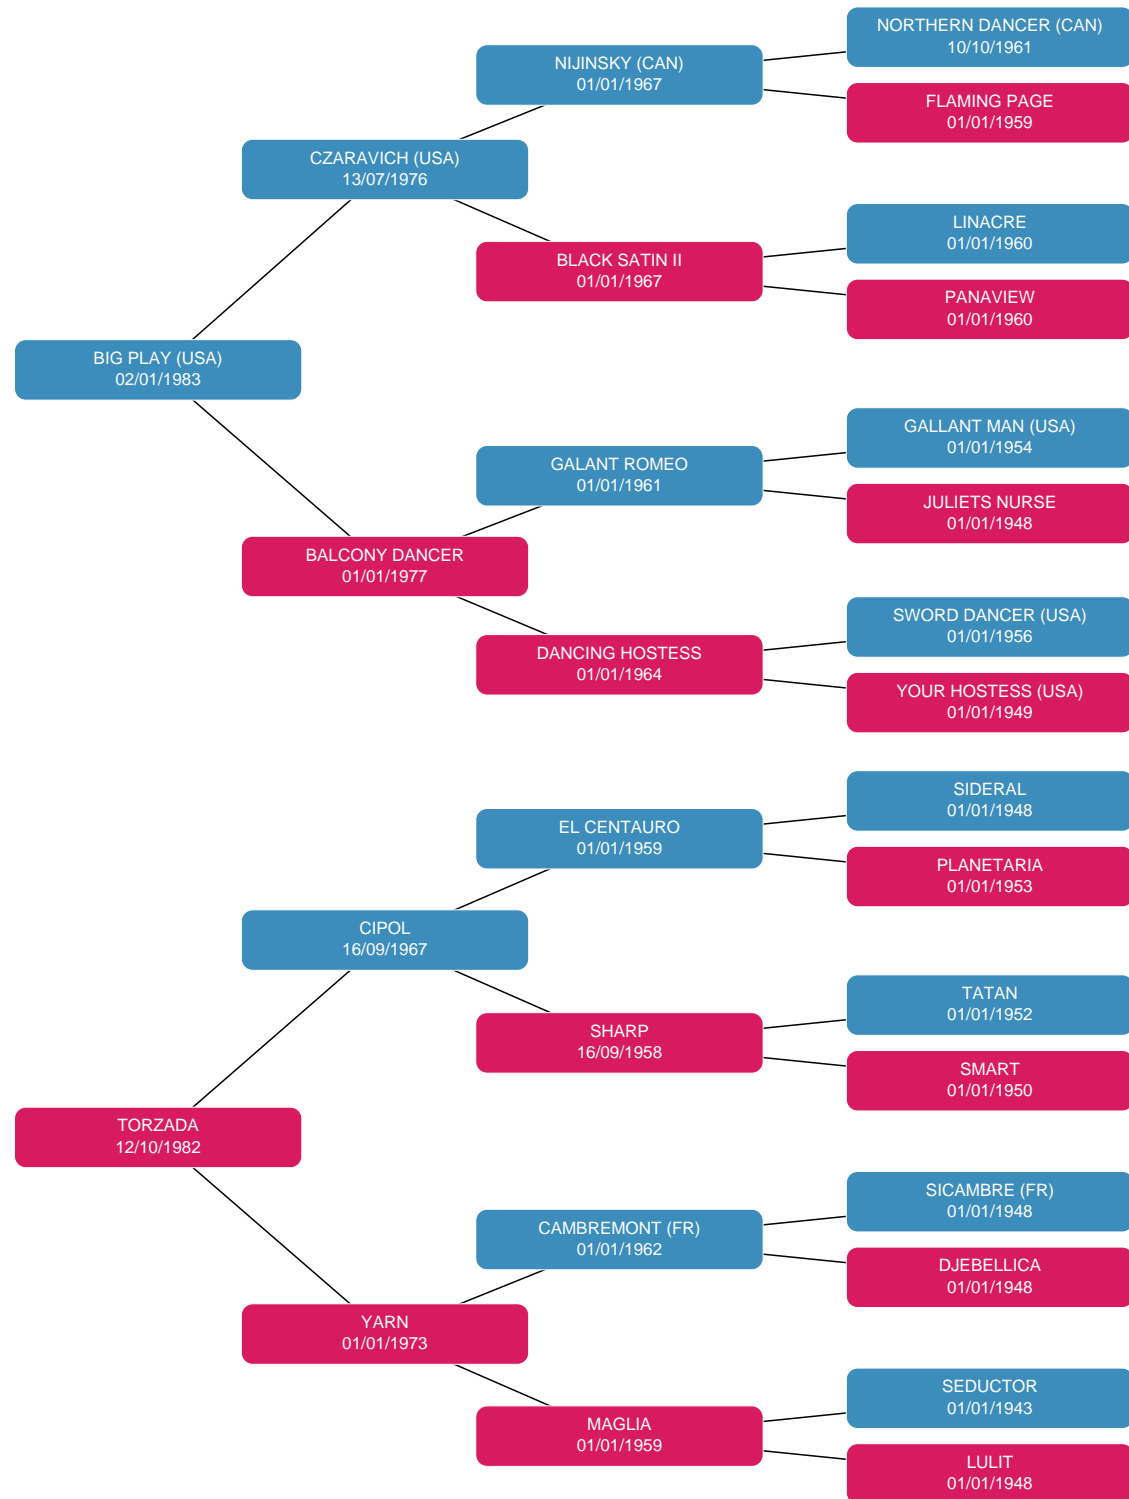 NORTHERN DANCER (CAN)
10/10/1961
NIJINSKY (CAN)
01/01/1967
FLAMING PAGE
01/01/1959
CZARAVICH (USA)
13/07/1976
LINACRE
01/01/1960
BLACK SATIN II
01/01/1967
PANAVIEW
01/01/1960
BIG PLAY (USA)
02/01/1983
GALLANT MAN (USA)
01/01/1954
GALANT ROMEO
01/01/1961
JULIETS NURSE
01/01/1948
BALCONY DANCER
01/01/1977
SWORD DANCER (USA)
01/01/1956
DANCING HOSTESS
01/01/1964
YOUR HOSTESS (USA)
01/01/1949
SIDERAL
01/01/1948
EL CENTAURO
01/01/1959
PLANETARIA
01/01/1953
CIPOL
16/09/1967
TATAN
01/01/1952
SHARP
16/09/1958
SMART
01/01/1950
TORZADA
12/10/1982
SICAMBRE (FR)
01/01/1948
CAMBREMONT (FR)
01/01/1962
DJEBELLICA
01/01/1948
YARN
01/01/1973
SEDUCTOR
01/01/1943
MAGLIA
01/01/1959
LULIT
01/01/1948